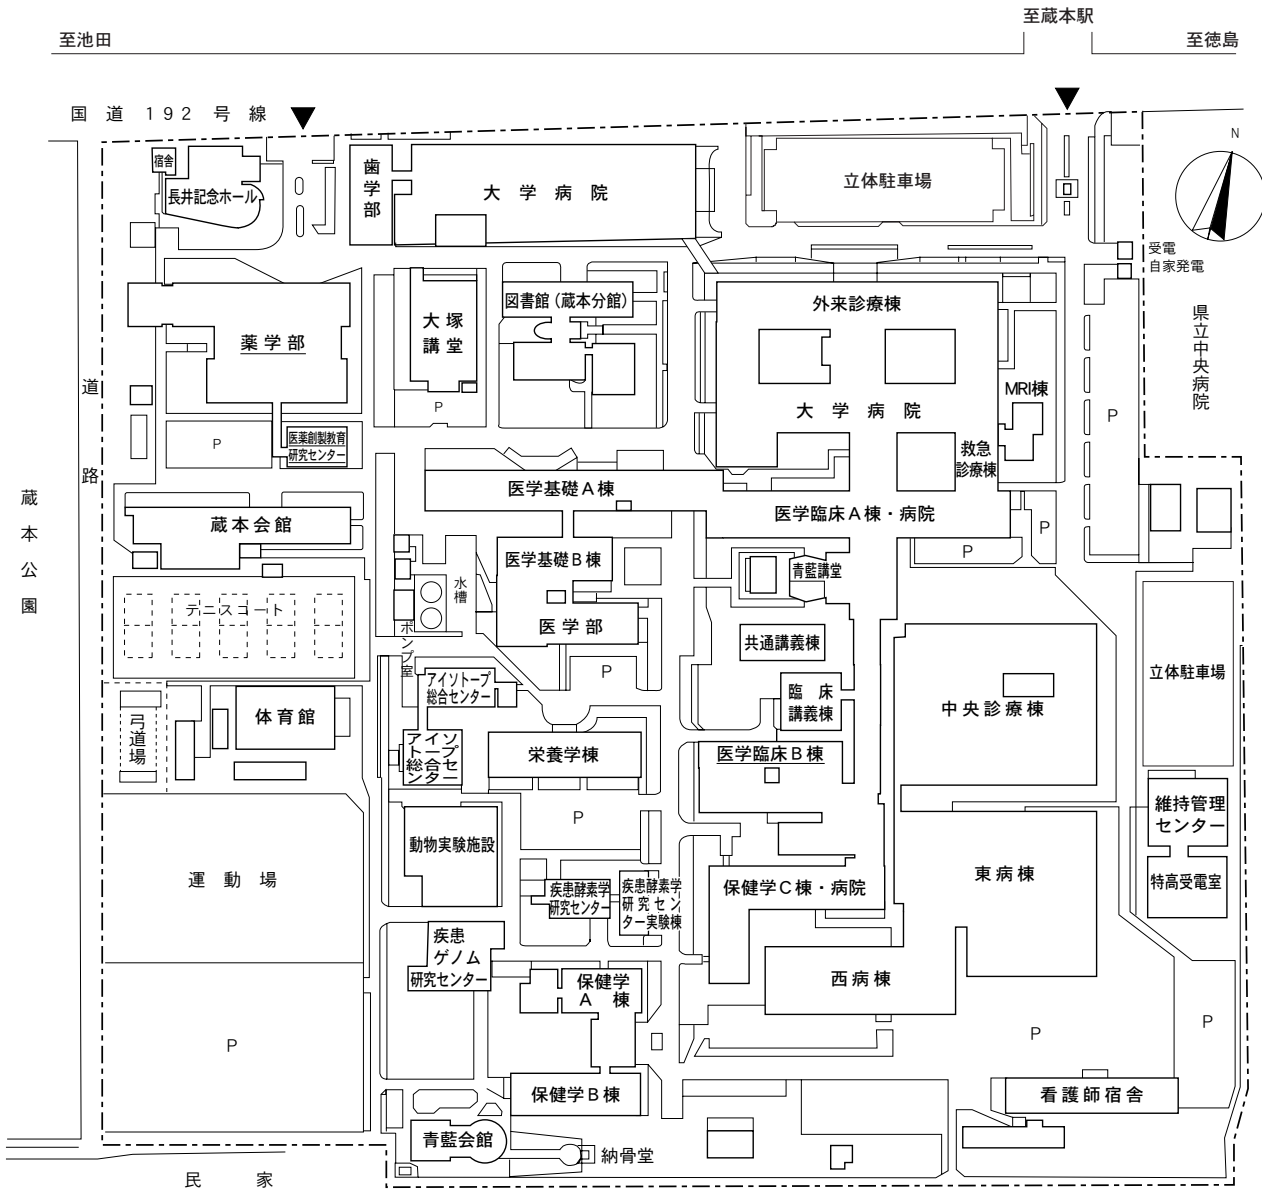 至蔵本駅
至池田
至徳島
国道192号線
N
宿舎
長井記念ホール
歯学部
大学病院
立体駐車場
受電
自家発電
県立中央病院
図書館(蔵本分館)
外来診療棟
大塚
講堂
薬学部
道路
MRI棟
大学病院
P
P
P
医薬創製教育
研究センター
救急
診療棟
医学基礎A棟
蔵本公園
蔵本会館
医学臨床A棟・病院
P
P
医学基礎B棟
青藍講堂
水槽
テニスコート
医学部
ポンプ室
共通講義棟
P
立体駐車場
アイソトープ
総合センター
臨床
講義棟
弓道場
体育館
中央診療棟
アイソ
トープ
総合セ
ンター
栄養学棟
医学臨床B棟
維持管理
センター
P
動物実験施設
運動場
東病棟
特高受電室
疾患酵素学
研究センター
疾患酵素学
研究セン
ター実験棟
保健学C棟・病院
疾患
ゲノム
研究センター
保健学
A棟
西病棟
P
P
P
保健学B棟
看護師宿舎
青藍会館
納骨堂
民家